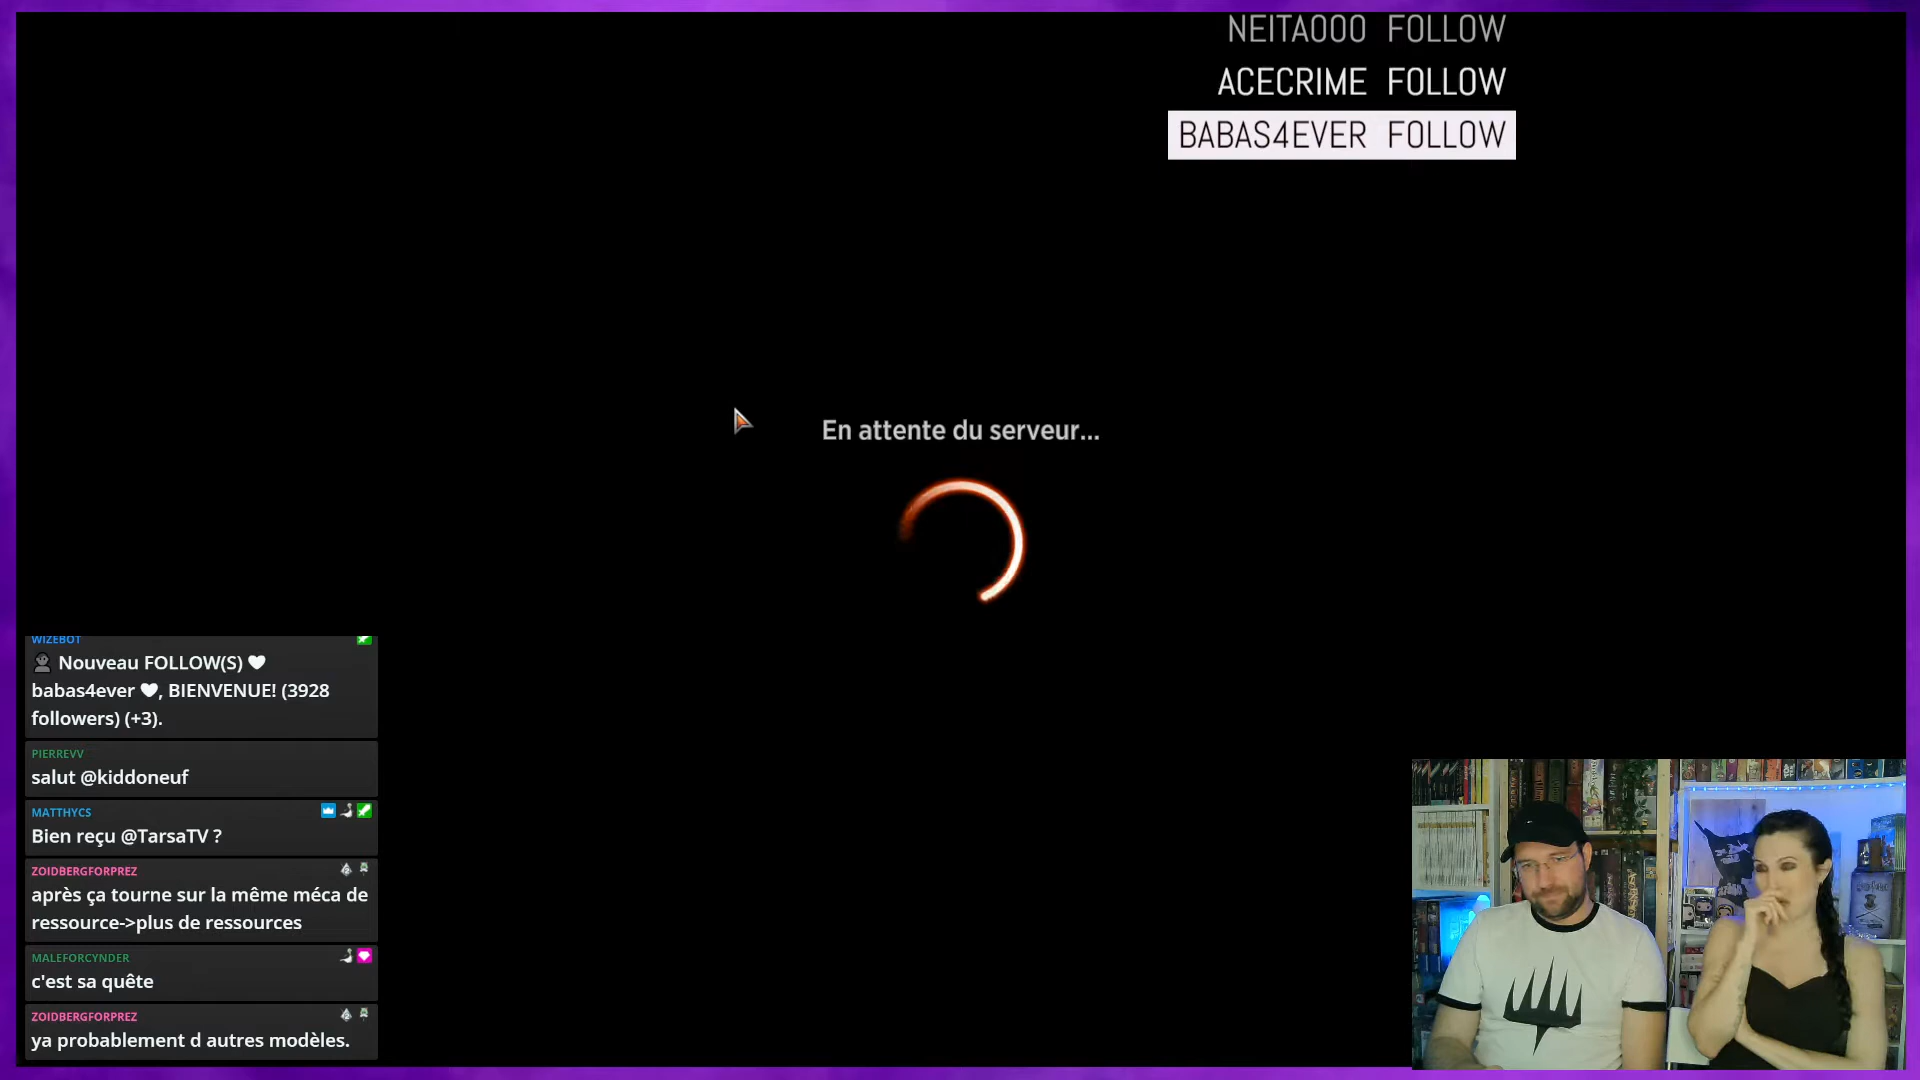 NEITAOOO FOLLOW
ACECRIME FOLLOW
BABAS4EVER FOLLOW
En attente du serveur...
WIZEBOT
Nouveau FOLLOW(S)
babas4ever , BIENVENUE! (3928
followers) (+3).
PIERREVV
salut @kiddoneuf
MATTHYCS
Bien reçu @TarsaTV ?
ZOIDBERGFORPREZ
après ça tourne sur la même méca de
ressource->plus de ressources
MALEFORCYNDER
c'est sa quête
ZOIDBERGFORPREZ
ya probablement d autres modèles.